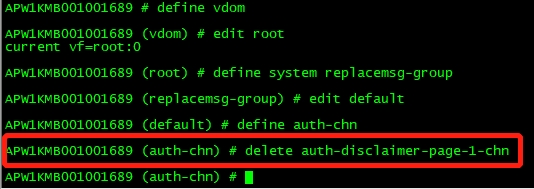 APW1KMB001001689 # define vdom
APW1KMB001001689 (vdom) # edit root
current vf=root:0
APW1KMB001001689 (root) # define system replacemsg-group
APW1KMB001001689 (replacemsg-group) # edit default
APW1KMB001001689 (default) # define auth-chn
APW1KMB001001689 (auth-chn) # delete auth-disclaimer-page-1-chn
APW1KMB001001689 (auth-chn) #